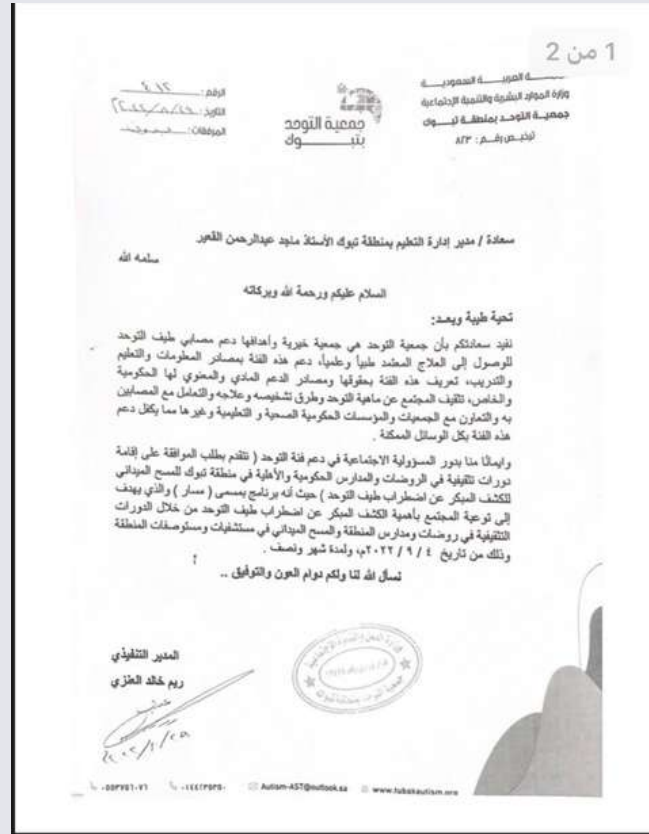 1 من 2
وزارة الموارد البشرية والتنمية الاجتماعية
جمعية التوحد بمنطقة تبوك
ترخيص رقم : ٨٢٣
جمعية التوحد
بتبوك
الرقم: ٤١٢
التاريخ:
المرفقات:
سعادة / مدير إدارة التعليم بمنطقة تبوك الأستاذ ماجد عبدالرحمن القعير
سلمه الله
السلام عليكم ورحمة الله وبركاته
تحية طيبة وبعد:
نفيد سعادتكم بأن جمعية التوحد هي جمعية خيرية وأهدافها دعم مصابي طيف التوحد
للوصول إلى العلاج المعتمد طبياً وعلمياً، دعم هذه الفئة بمصادر المعلومات والتعليم
والتدريب، تعريف هذه الفئة بحقوقها ومصادر الدعم المادي والمعنوي لها الحكومية
والخاص، تثقيف المجتمع عن ماهية التوحد وطرق تشخيصه وعلاجه والتعامل مع المصابين
به والتعاون مع الجمعيات والمؤسسات الحكومية الصحية و التعليمية وغيرها مما يكفل دعم
هذه الفئة بكل الوسائل الممكنة .
وايمانًا منا بدور المسؤولية الاجتماعية في دعم فئة التوحد ( نتقدم بطلب الموافقة على إقامة
دورات تثقيفية في الروضات والمدارس الحكومية والأهلية في منطقة تبوك للمسح الميداني
للكشف المبكر عن اضطراب طيف التوحد ) حيث أنه برنامج بمسمى ( مسار ) والذي يهدف
إلى توعية المجتمع بأهمية الكشف المبكر عن اضطراب طيف التوحد من خلال الدورات
التثقيفية في روضات ومدارس المنطقة والمسح الميداني في مستشفيات ومستوصفات المنطقة
وذلك من تاريخ ٤ / ٩ / ٢٠٢٢م، ولمدة شهر ونصف .
نسأل الله لنا ولكم دوام العون والتوفيق ..
المدير التنفيذي
ريم خالد العنزي
Autism-AST@outlook.sa
www.tabukautism.org